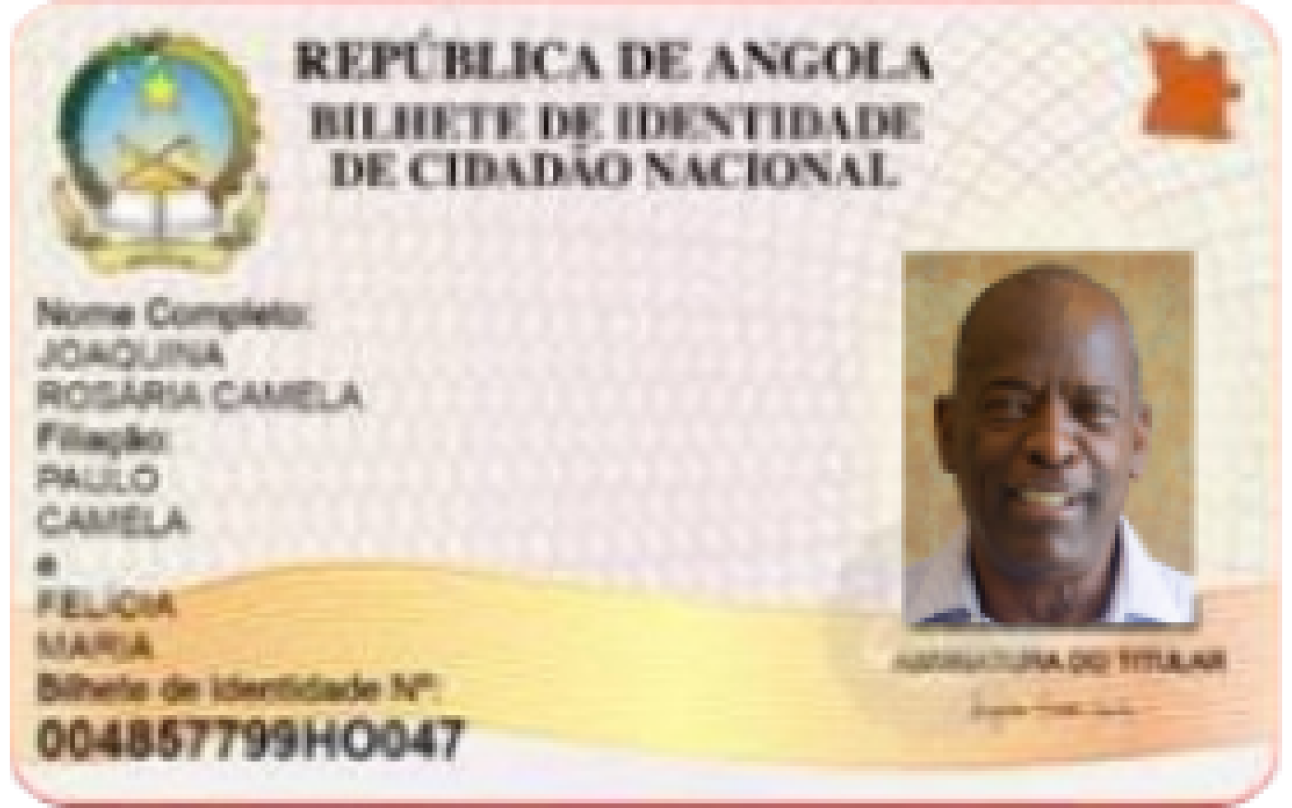 REPÚBLICA DE ANGOLA
BILHETE DE IDENTIDADE
DE CIDADÃO NACIONAL
Nome Completo:
JOAQUINA
ROSÁRIA CAMELA
Filiação:
PAULO
CAMELA
e
FELÍCIA
MARIA
Bilhete de Identidade Nº:
004857799HO047
ASSINATURA DO TITULAR